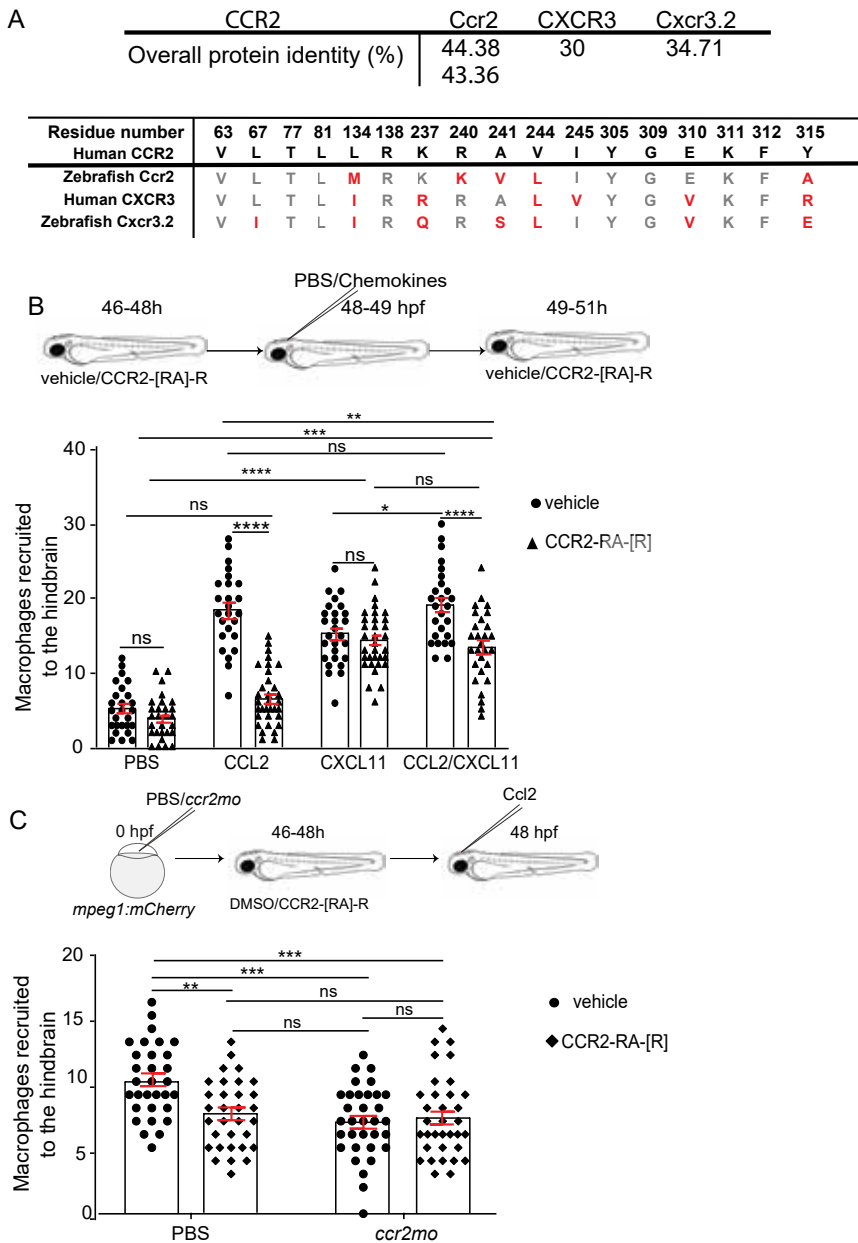 A
CCR2 Ccr2 CXCR3 Cxcr3.2
Overall protein identity (%) 44.38 30 34.71
43.36
Residue number 63 67 77 81 134 138 237 240 241 244 245 305 309 310 311 312 315
Human CCR2 V L T L L R K R A V I Y G E K F Y
Zebrafish Ccr2 V L T L M R K K V L I Y G E K F A
Human CXCR3 V L T L I R R R A L V Y G V K F R
Zebrafish Cxcr3.2 V I T L I R Q R S L I Y G V K F E
B
PBS/Chemokines
46-48h 48-49 hpf 49-51h
vehicle/CCR2-[RA]-R vehicle/CCR2-[RA]-R
**
***
ns
**** ns
ns * ****
****
ns
ns
Macrophages recruited
to the hindbrain
40
30
20
10
0
PBS CCL2 CXCL11 CCL2/CXCL11
vehicle
CCR2-RA-[R]
C
PBS/ccr2mo Ccl2
0 hpf 46-48h 48 hpf
mpeg1:mCherry DMSO/CCR2-[RA]-R
***
***
** ns
ns ns
Macrophages recruited
to the hindbrain
20
15
10
5
0
PBS ccr2mo
vehicle
CCR2-RA-[R]